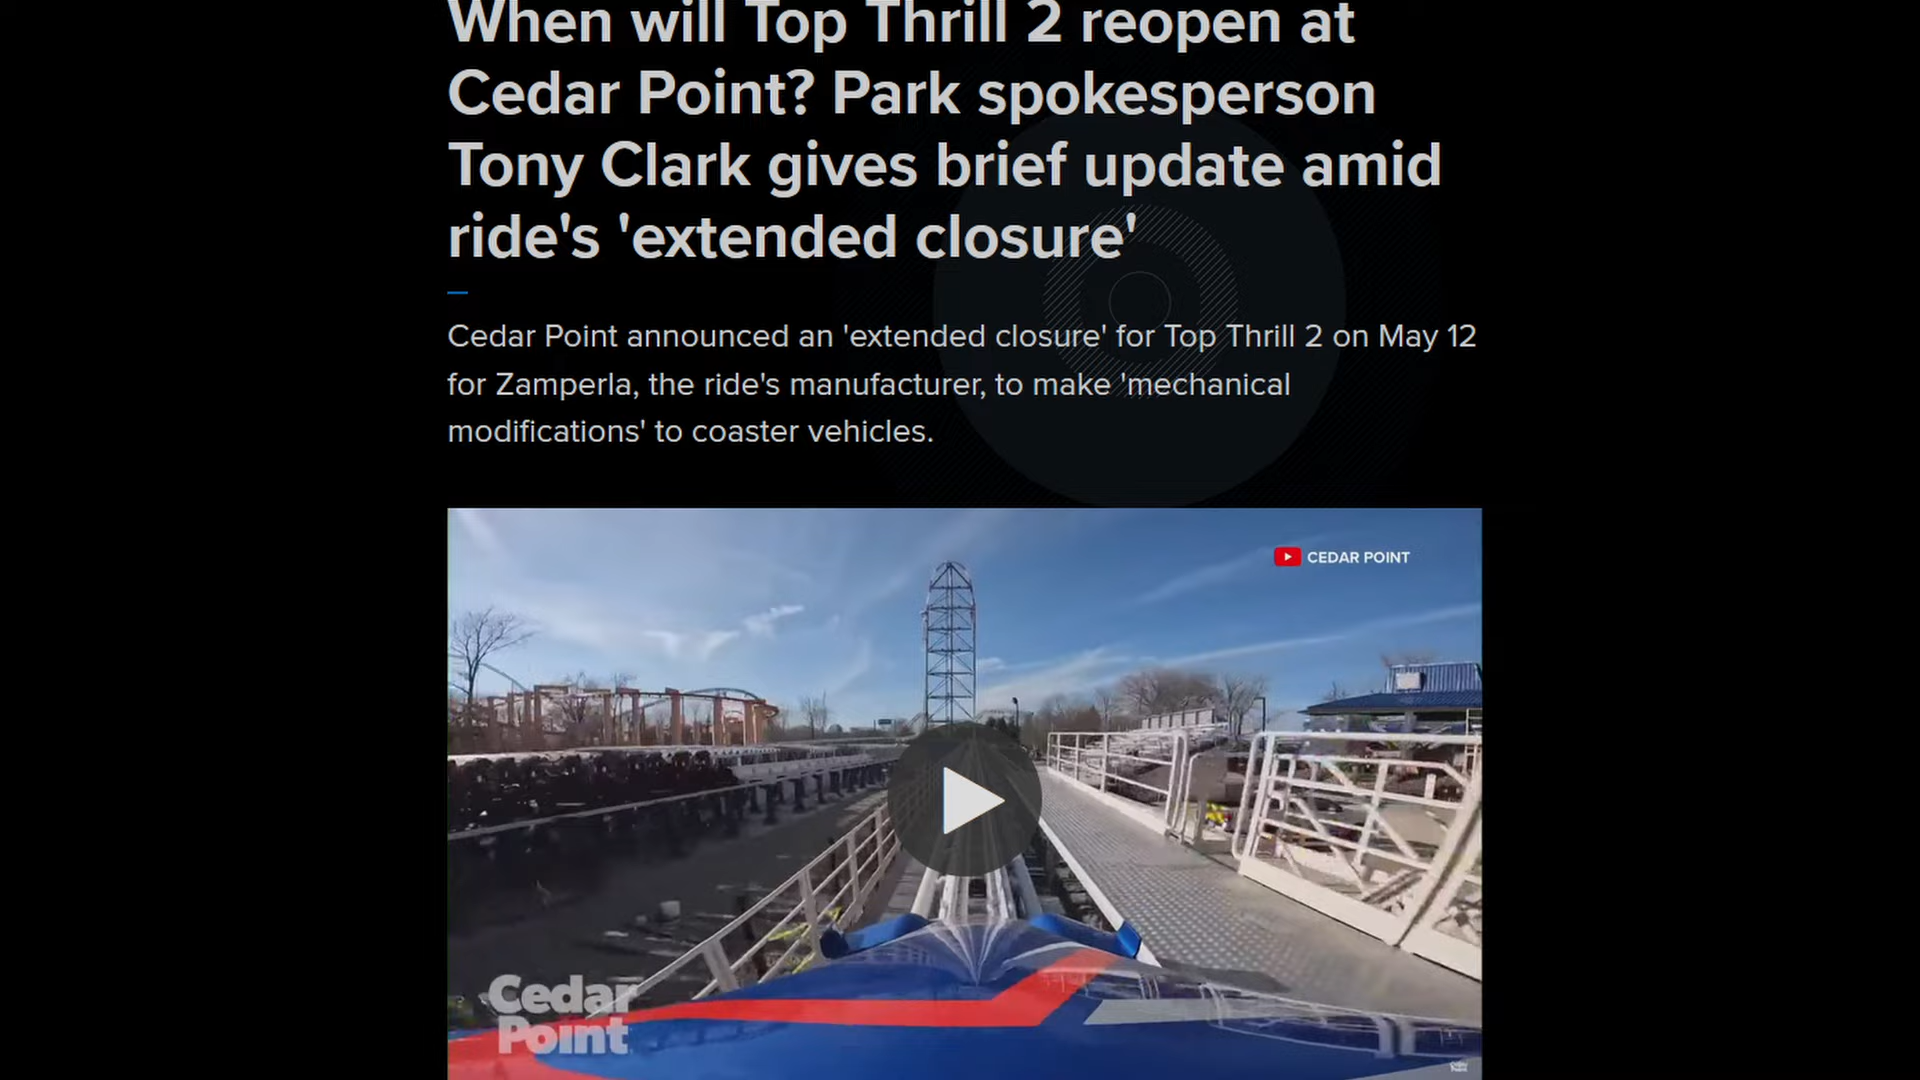 When will Top Thrill 2 reopen at
Cedar Point? Park spokesperson
Tony Clark gives brief update amid
ride's 'extended closure'
Cedar Point announced an 'extended closure' for Top Thrill 2 on May 12
for Zamperla, the ride's manufacturer, to make 'mechanical
modifications' to coaster vehicles.
CEDAR POINT
Cedar
Point